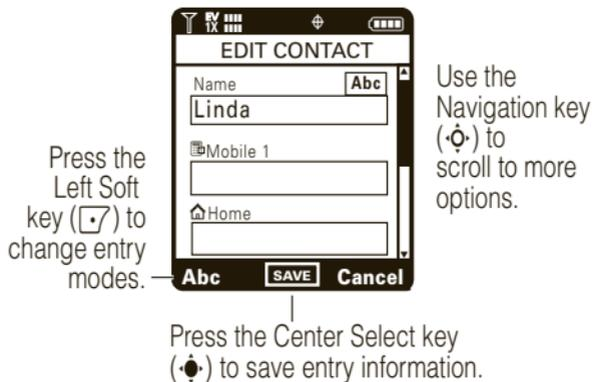 EV
1X
EDIT CONTACT
Name
Abc
Linda
Mobile 1
Home
Abc
SAVE
Cancel
Press the
Left Soft
key ( ) to
change entry
modes.
Use the
Navigation key
( ) to
scroll to more
options.
Press the Center Select key
( ) to save entry information.